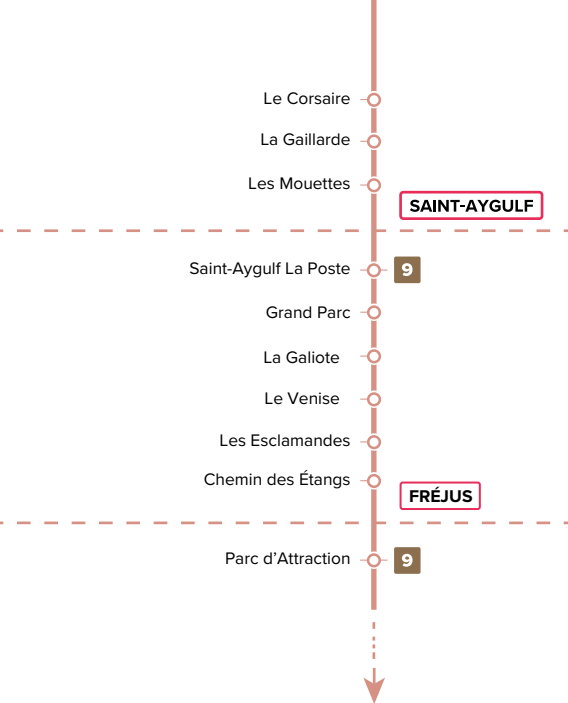 Le Corsaire
La Gaillarde
Les Mouettes
SAINT-AYGULF
Saint-Aygulf La Poste 9
Grand Parc
La Galiote
Le Venise
Les Esclamandes
Chemin des Étangs
FRÉJUS
Parc d’Attraction 9